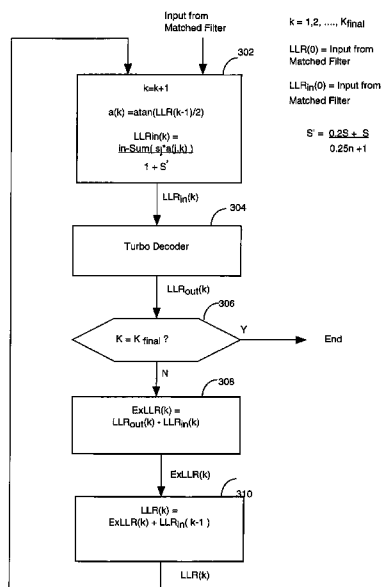 Input from
Matched Filter
k = 1,2, ...., Kfinal
LLR(0) = Input from
Matched Filter
LLRin(0) = Input from
Matched Filter
S' = 0.2S + S
0.25n +1
302
k=k+1
a(k) =atan(LLR(k-1)/2)
LLRin(k) =
in-Sum( sj*a(j,k) )
1 + S'
LLRin(k)
304
Turbo Decoder
LLRout(k)
306
K = K final ?
Y
End
N
308
ExLLR(k) =
LLRout(k) - LLRin(k)
ExLLR(k)
310
LLR(k) =
ExLLR(k) + LLRin( k-1 )
LLR(k)